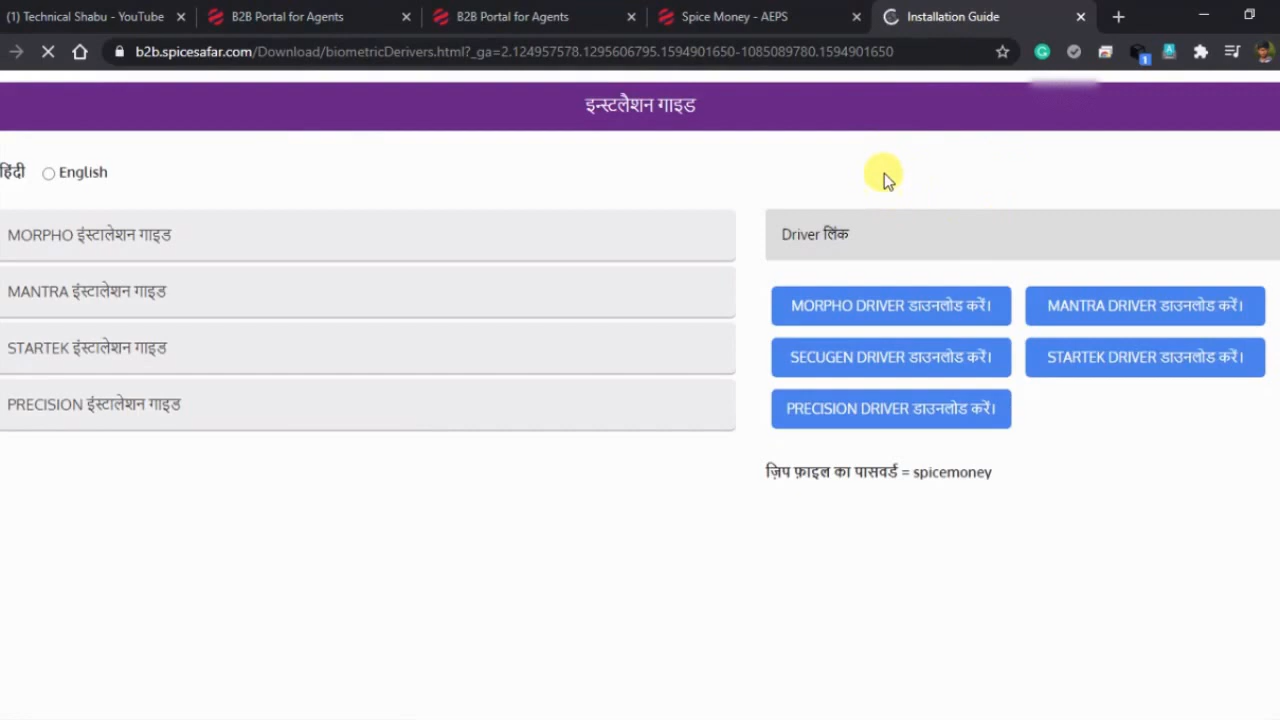 (1) Technical Shabu - YouTube
B2B Portal for Agents
B2B Portal for Agents
Spice Money - AEPS
Installation Guide
b2b.spicesafar.com/Download/biometricDerivers.html?_ga=2.124957578.1295606795.1594901650-1085089780.1594901650
1
इन्स्टलेैशन गाइड
हिंदी English
MORPHO इंस्टालेशन गाइड
MANTRA इंस्टालेशन गाइड
STARTEK इंस्टालेशन गाइड
PRECISION इंस्टालेशन गाइड
Driver लिंक
MORPHO DRIVER डाउनलोड करें।
MANTRA DRIVER डाउनलोड करें।
SECUGEN DRIVER डाउनलोड करें।
STARTEK DRIVER डाउनलोड करें।
PRECISION DRIVER डाउनलोड करें।
ज़िप फ़ाइल का पासवर्ड = spicemoney